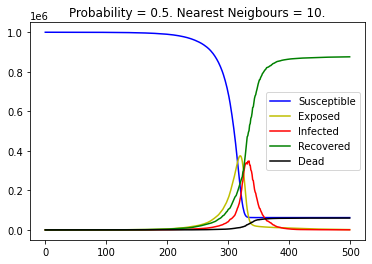 Probability = 0.5. Nearest Neigbours = 10.
1e6
1.0
0.8
0.6
0.4
0.2
0.0
0
100
200
300
400
500
Susceptible
Exposed
Infected
Recovered
Dead